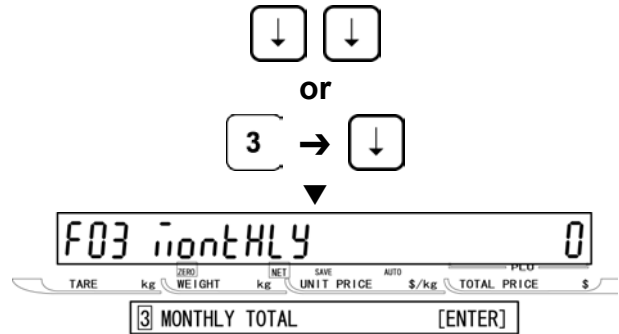 ↓ ↓
or
3 → ↓
▼
F03 MontHLY 0
ZERO NET SAVE AUTO PLU
TARE kg WEIGHT kg UNIT PRICE $/kg TOTAL PRICE $
3 MONTHLY TOTAL [ENTER]